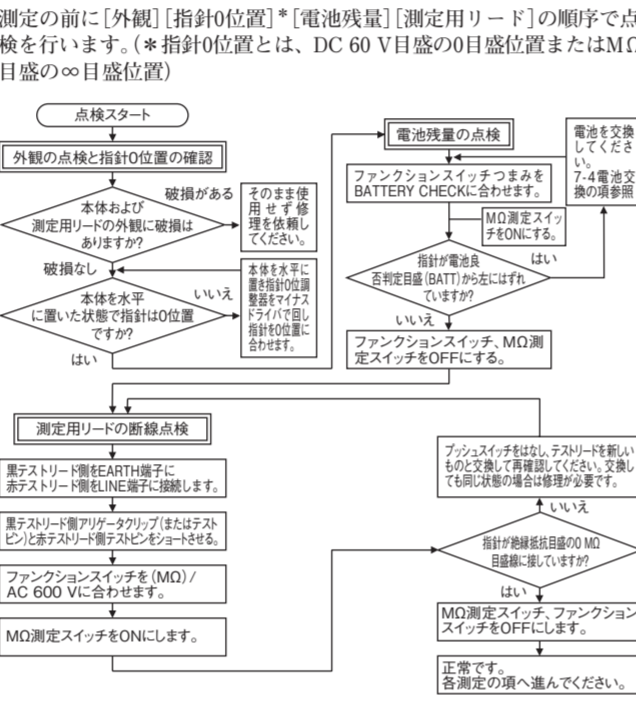 測定の前に[外観][指針0位置]*[電池残量][測定用リード]の順序で点
検を行います。(＊指針0位置とは、DC 60 V目盛の0目盛位置またはMΩ
目盛の∞目盛位置)
点検スタート
外観の点検と指針0位置の確認
本体および
測定用リードの外観に破損は
ありますか?
破損がある
そのまま使
用せず修
理を依頼し
てください。
破損なし
本体を水平
に置いた状態で指針は0位置
ですか?
いいえ
本体を水平に
置き指針0位調
整器をマイナス
ドライバで回し
指針を0位置に
合わせます。
はい
電池残量の点検
ファンクションスイッチつまみを
BATTERY CHECKに合わせます。
MΩ測定スイッ
チをONにする。
指針が電池良
否判定目盛(BATT)から左にはずれ
ていますか?
はい
電池を交換
してくださ
い。
7-4電池交
換の項参照
いいえ
ファンクションスイッチ、MΩ測
定スイッチをOFFにする。
測定用リードの断線点検
黒テストリード側をEARTH端子に
赤テストリード側をLINE端子に接続します。
黒テストリード側アリゲータクリップ(またはテスト
ピン)と赤テストリード側テストピンをショートさせる。
ファンクションスイッチを(MΩ)/
AC 600 Vに合わせます。
MΩ測定スイッチをONにします。
プッシュスイッチをはなし、テストリードを新しい
ものと交換して再確認してください。交換し
ても同じ状態の場合は修理が必要です。
いいえ
指針が絶縁抵抗目盛の0 MΩ
目盛線に接していますか?
はい
MΩ測定スイッチ、ファンクション
スイッチをOFFにします。
正常です。
各測定の項へ進んでください。